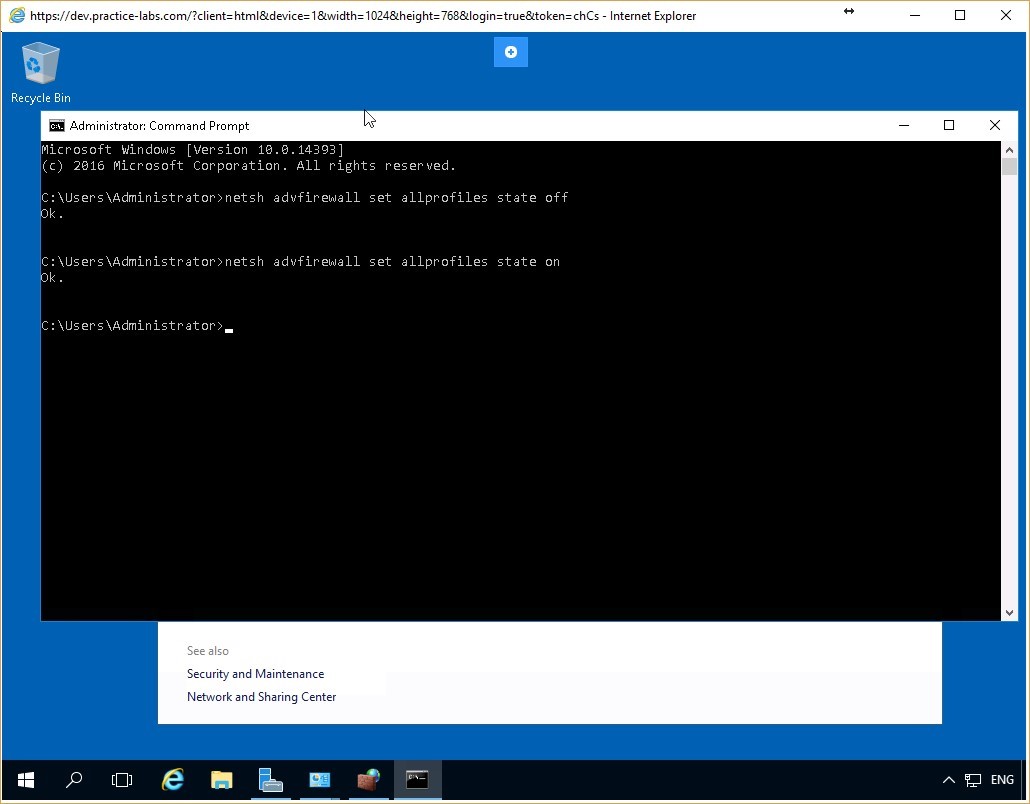 https://dev.practice-labs.com/?client=html&device=1&width=1024&height=768&login=true&token=chCs - Internet Explorer
Recycle Bin
Administrator: Command Prompt
Microsoft Windows [Version 10.0.14393]
(c) 2016 Microsoft Corporation. All rights reserved.
C:\Users\Administrator>netsh advfirewall set allprofiles state off
Ok.
C:\Users\Administrator>netsh advfirewall set allprofiles state on
Ok.
C:\Users\Administrator>
See also
Security and Maintenance
Network and Sharing Center
ENG